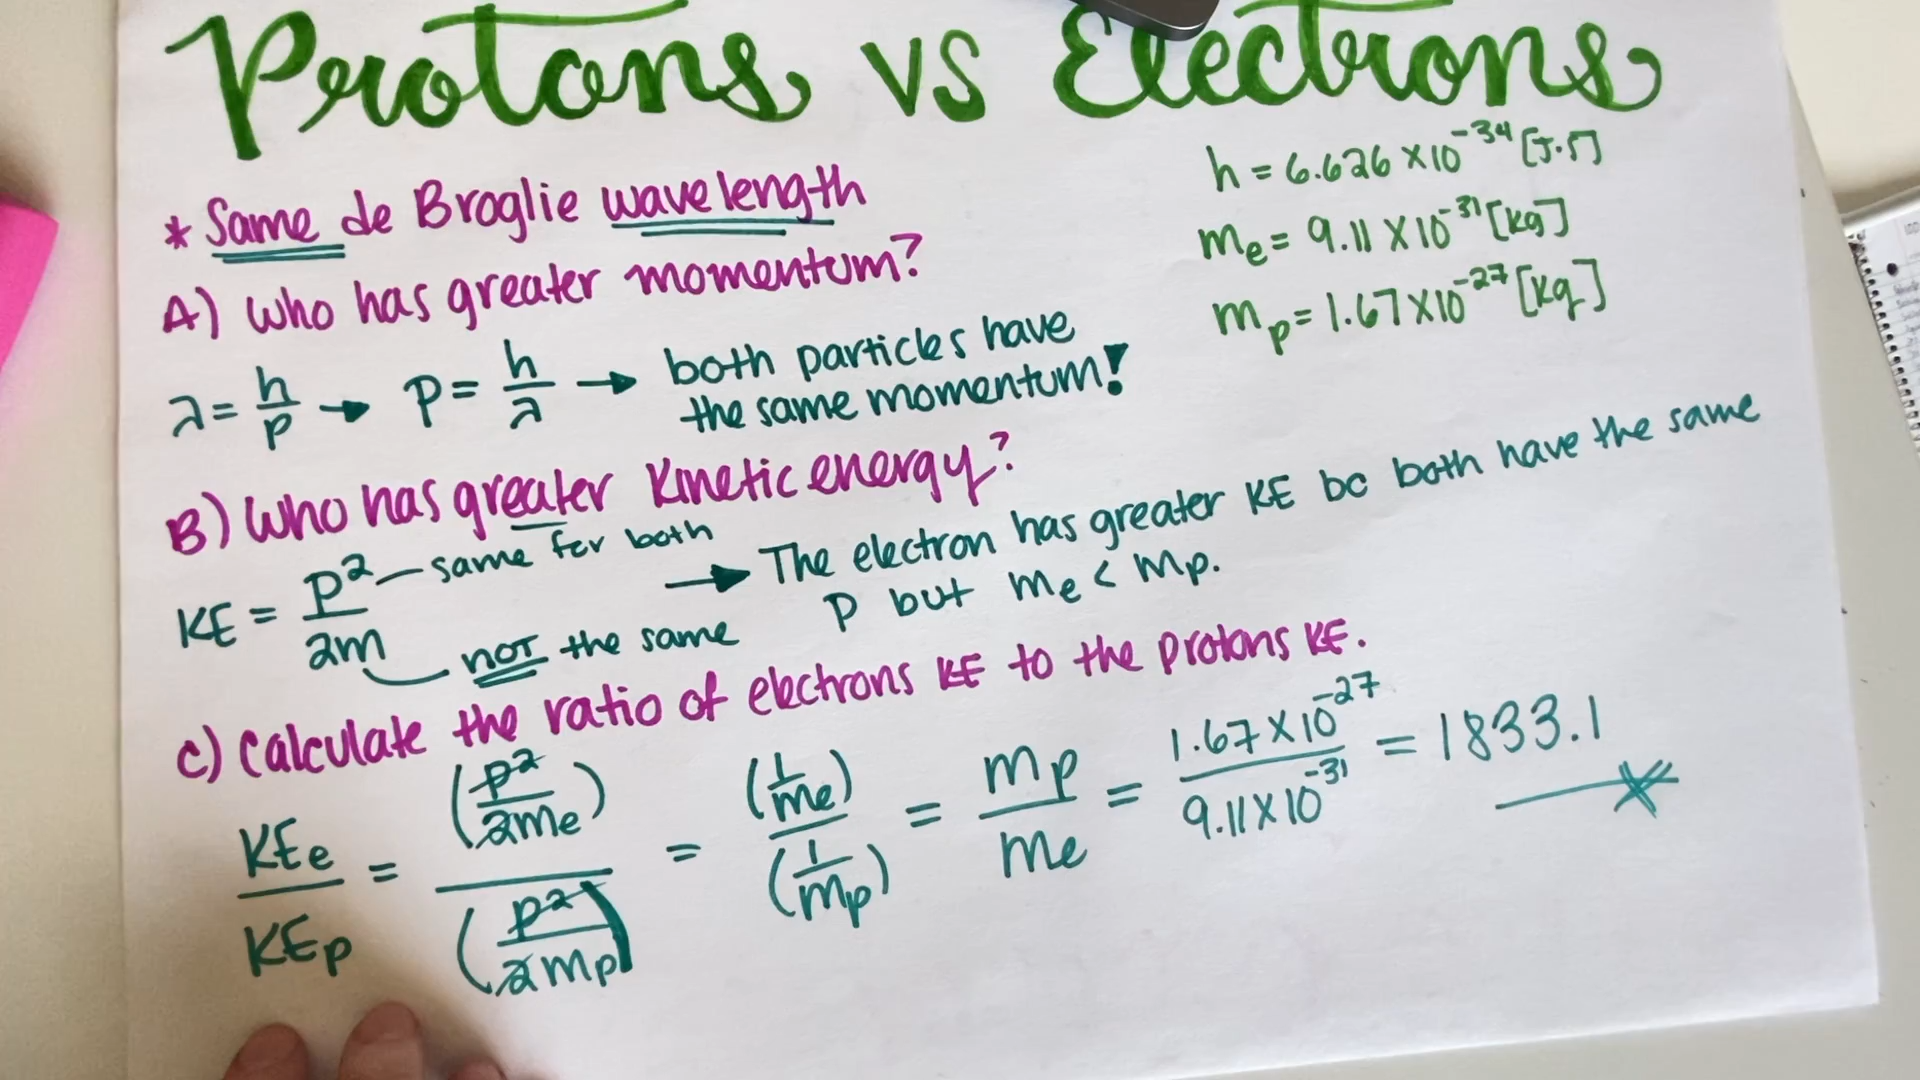 Protons vs Electrons
h = 6.626 × 10⁻³⁴ [J·s]
me = 9.11 × 10⁻³¹ [kg]
mp = 1.67 × 10⁻²⁷ [kg]
* Same de Broglie wavelength
A) Who has greater momentum?
λ = h/p → p = h/λ → both particles have
the same momentum!
B) Who has greater Kinetic energy?
KE = p²/2m
same for both
NOT the same
→ The electron has greater KE bc both have the same
p but me < mp.
C) Calculate the ratio of electrons KE to the protons KE.
KEe/KEp = (p²/2me)/(p²/2mp) = (1/me)/(1/mp) = mp/me = 1.67 × 10⁻²⁷/9.11 × 10⁻³¹ = 1833.1